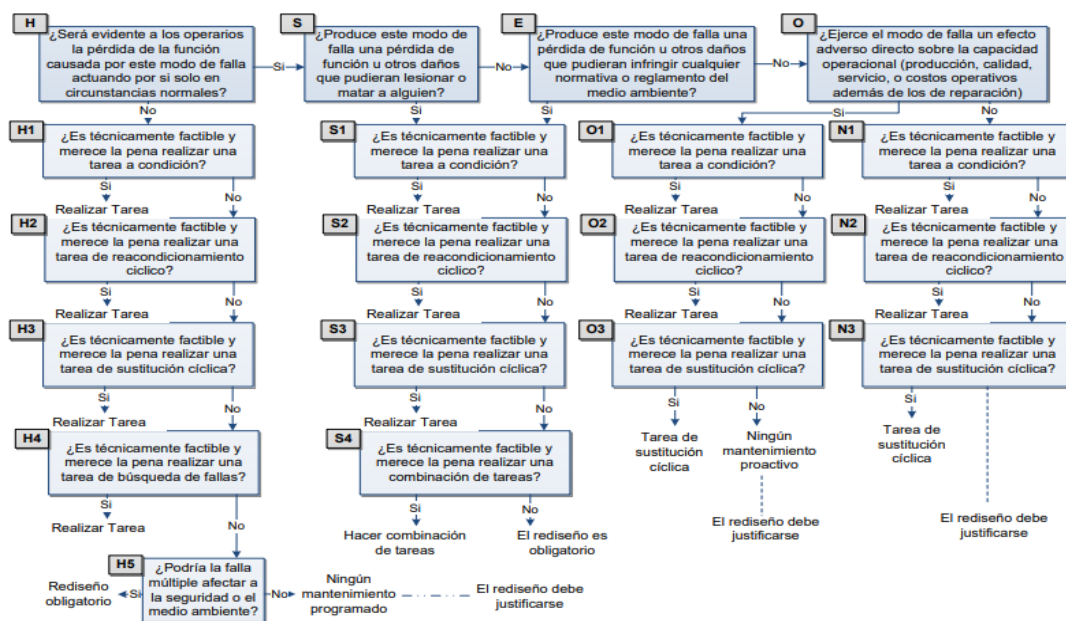 H
¿Será evidente a los operarios
la pérdida de la función
causada por este modo de falla
actuando por si solo en
circunstancias normales?
Si
No
S
¿Produce este modo de
falla una pérdida de
función u otros daños
que pudieran lesionar o
matar a alguien?
No
Si
E
¿Produce este modo de falla una
pérdida de función u otros daños
que pudieran infringir cualquier
normativa o reglamento del
medio ambiente?
No
Si
O
¿Ejerce el modo de falla un efecto
adverso directo sobre la capacidad
operacional (producción, calidad,
servicio, o costos operativos
además de los de reparación)
Si
No
H1
¿Es técnicamente factible y
merece la pena realizar una
tarea a condición?
Si
No
Realizar Tarea
S1
¿Es técnicamente factible y
merece la pena realizar una
tarea a condición?
Si
No
Realizar Tarea
O1
¿Es técnicamente factible y
merece la pena realizar una
tarea a condición?
Si
No
Realizar Tarea
N1
¿Es técnicamente factible y
merece la pena realizar una
tarea a condición?
Si
No
Realizar Tarea
H2
¿Es técnicamente factible y
merece la pena realizar una
tarea de reacondicionamiento
ciclico?
Si
No
Realizar Tarea
S2
¿Es técnicamente factible y
merece la pena realizar una
tarea de reacondicionamiento
ciclico?
Si
No
Realizar Tarea
O2
¿Es técnicamente factible y
merece la pena realizar una
tarea de reacondicionamiento
ciclico?
Si
No
Realizar Tarea
N2
¿Es técnicamente factible y
merece la pena realizar una
tarea de reacondicionamiento
ciclico?
Si
No
Realizar Tarea
H3
¿Es técnicamente factible y
merece la pena realizar una
tarea de sustitución cíclica?
Si
No
Realizar Tarea
S3
¿Es técnicamente factible y
merece la pena realizar una
tarea de sustitución cíclica?
Si
No
Realizar Tarea
O3
¿Es técnicamente factible y
merece la pena realizar una
tarea de sustitución cíclica?
Si
No
Tarea de
sustitución
cíclica
Ningún
mantenimiento
proactivo
El rediseño debe
justificarse
N3
¿Es técnicamente factible y
merece la pena realizar una
tarea de sustitución cíclica?
Si
Tarea de
sustitución
cíclica
El rediseño debe
justificarse
H4
¿Es técnicamente factible y
merece la pena realizar una
tarea de búsqueda de fallas?
Si
No
Realizar Tarea
S4
¿Es técnicamente factible y
merece la pena realizar una
combinación de tareas?
Si
No
Hacer combinación
de tareas
El rediseño es
obligatorio
H5
¿Podría la falla
múltiple afectar a
la seguridad o el
medio ambiente?
Si
Rediseño
obligatorio
No
Ningún
mantenimiento
programado
El rediseño debe
justificarse